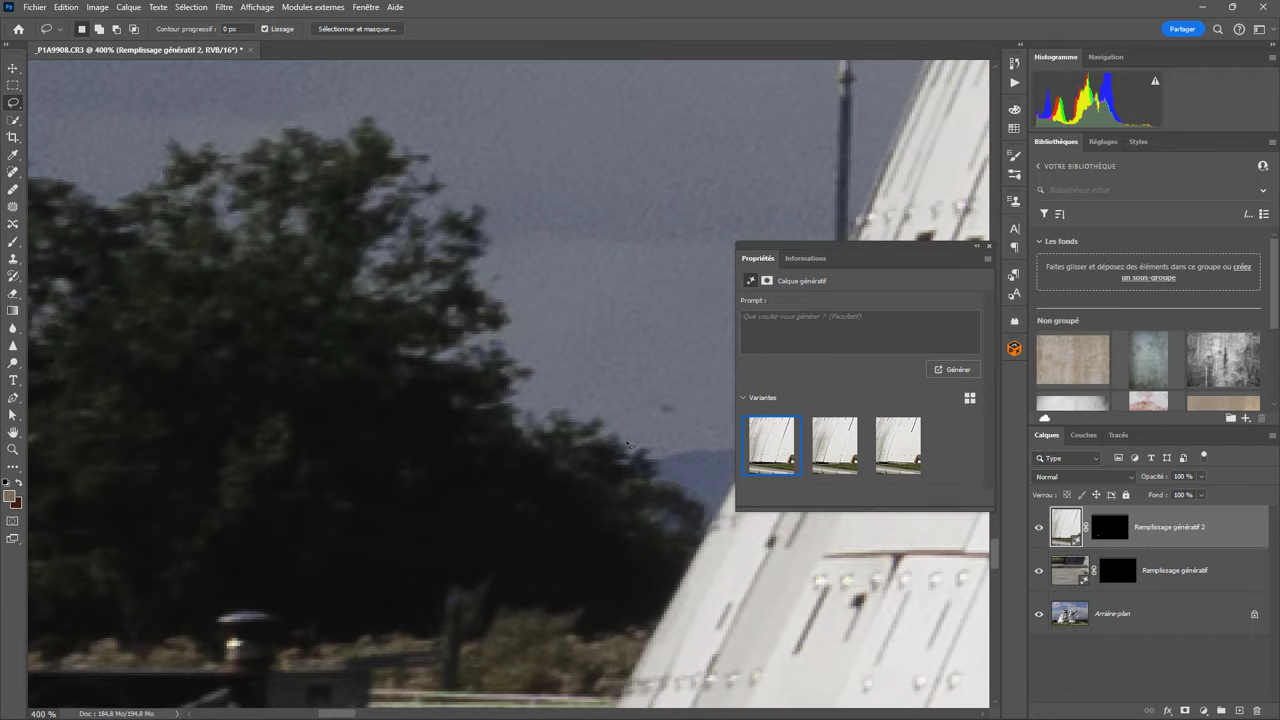 Fichier Edition Image Calque Texte Sélection Filtre Affichage Modules externes Fenêtre Aide
Contour progressif : 0 px Lissage Sélectionner et masquer... Partager
_P1A9908.CR3 @ 400% (Remplissage génératif 2, RVB/16*) *
Histogramme Navigation
Bibliothèques Réglages Styles
VOTRE BIBLIOTHÈQUE
Bibliothèque active
Les fonds
Faites glisser et déposez des éléments dans ce groupe ou créez
un sous-groupe
Non groupé
Propriétés Informations
Calque génératif
Prompt :
Que voulez-vous générer ? (Facultatif)
Générer
Variantes
Calques Couches Tracés
Type
Normal Opacité : 100 %
Verrou : Fond : 100 %
Remplissage génératif 2
Remplissage génératif
Arrière-plan
400 % Doc : 184,8 Mo/194,8 Mo